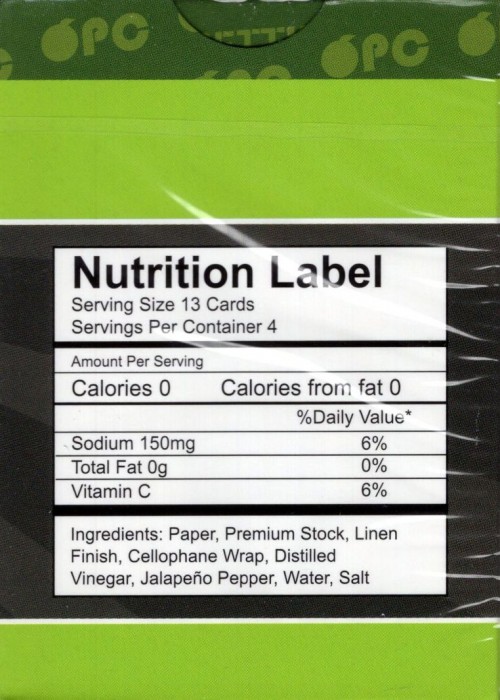 OPC
OPC
Nutrition Label
Serving Size 13 Cards
Servings Per Container 4
Amount Per Serving
Calories 0 Calories from fat 0
%Daily Value*
Sodium 150mg 6%
Total Fat 0g 0%
Vitamin C 6%
Ingredients: Paper, Premium Stock, Linen
Finish, Cellophane Wrap, Distilled
Vinegar, Jalapeño Pepper, Water, Salt